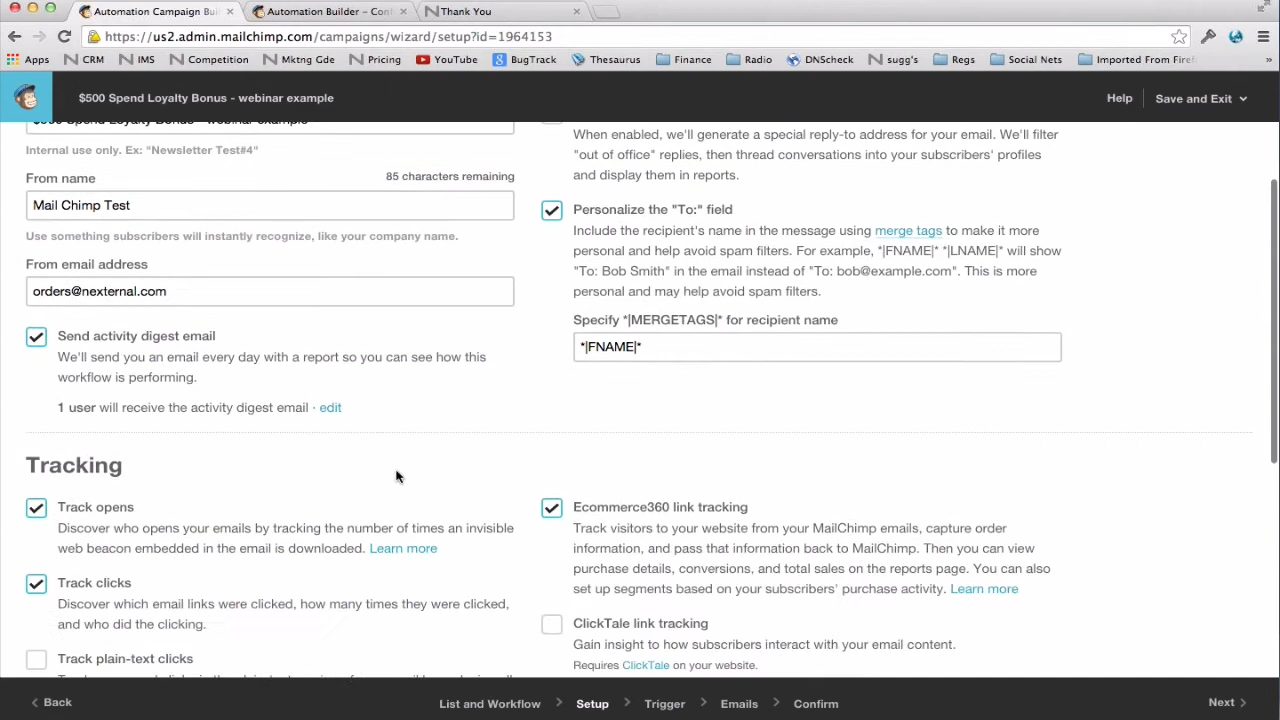 Automation Campaign Bui
Automation Builder – Cont
Thank You
https://us2.admin.mailchimp.com/campaigns/wizard/setup?id=1964153
Apps CRM IMS Competition Mktng Gde Pricing YouTube BugTrack Thesaurus Finance Radio DNScheck sugg's Regs Social Nets Imported From Firef »
$500 Spend Loyalty Bonus - webinar example
Help
Save and Exit
$500 Spend Loyalty Bonus - webinar example
Internal use only. Ex: "Newsletter Test#4"
From name
85 characters remaining
Mail Chimp Test
Use something subscribers will instantly recognize, like your company name.
From email address
orders@nexternal.com
Send activity digest email
We'll send you an email every day with a report so you can see how this
workflow is performing.
1 user will receive the activity digest email · edit
When enabled, we'll generate a special reply-to address for your email. We'll filter
"out of office" replies, then thread conversations into your subscribers' profiles
and display them in reports.
Personalize the "To:" field
Include the recipient's name in the message using merge tags to make it more
personal and help avoid spam filters. For example, *|FNAME|* *|LNAME|* will show
"To: Bob Smith" in the email instead of "To: bob@example.com". This is more
personal and may help avoid spam filters.
Specify *|MERGETAGS|* for recipient name
*|FNAME|*
Tracking
Track opens
Discover who opens your emails by tracking the number of times an invisible
web beacon embedded in the email is downloaded. Learn more
Track clicks
Discover which email links were clicked, how many times they were clicked,
and who did the clicking.
Track plain-text clicks
Ecommerce360 link tracking
Track visitors to your website from your MailChimp emails, capture order
information, and pass that information back to MailChimp. Then you can view
purchase details, conversions, and total sales on the reports page. You can also
set up segments based on your subscribers' purchase activity. Learn more
ClickTale link tracking
Gain insight to how subscribers interact with your email content.
Requires ClickTale on your website.
Back
List and Workflow > Setup > Trigger > Emails > Confirm
Next